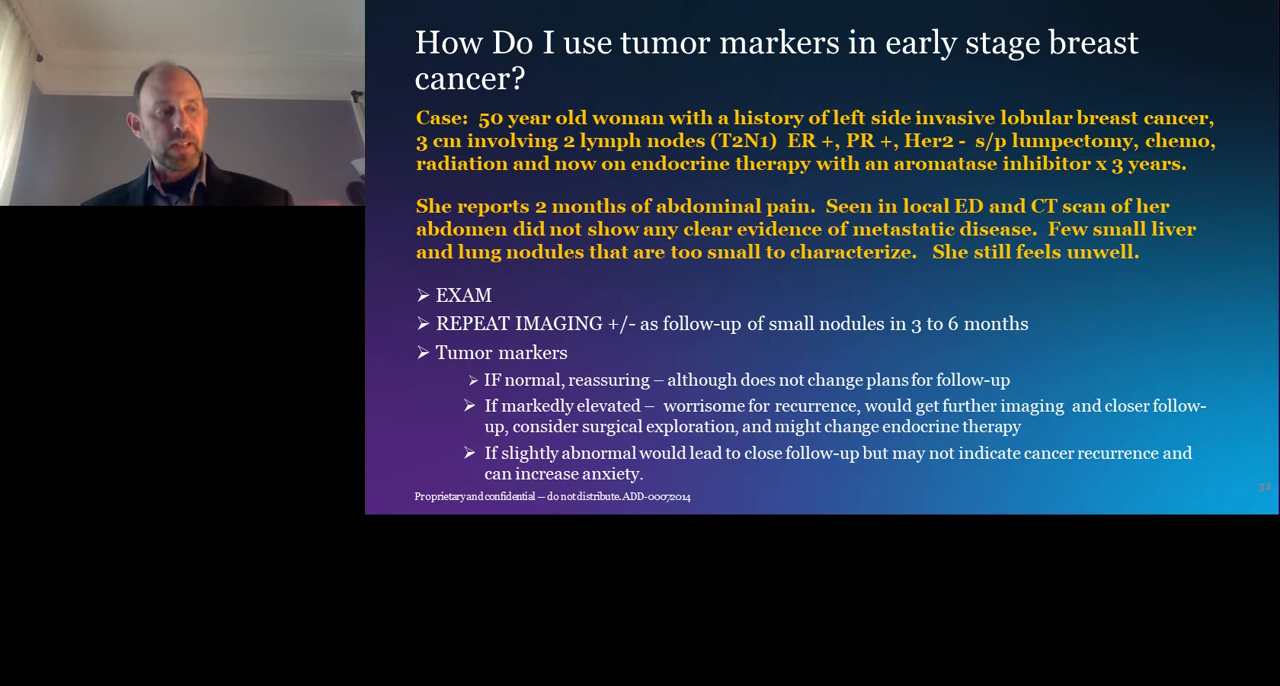 How Do I use tumor markers in early stage breast
cancer?
Case:  50 year old woman with a history of left side invasive lobular breast cancer,
3 cm involving 2 lymph nodes (T2N1)  ER +, PR +, Her2 -  s/p lumpectomy, chemo,
radiation and now on endocrine therapy with an aromatase inhibitor x 3 years.
She reports 2 months of abdominal pain.  Seen in local ED and CT scan of her
abdomen did not show any clear evidence of metastatic disease.  Few small liver
and lung nodules that are too small to characterize.   She still feels unwell.
➢ EXAM
➢ REPEAT IMAGING +/- as follow-up of small nodules in 3 to 6 months
➢ Tumor markers
➢ IF normal, reassuring – although does not change plans for follow-up
➢ If markedly elevated –  worrisome for recurrence, would get further imaging  and closer follow-
up, consider surgical exploration, and might change endocrine therapy
➢ If slightly abnormal would lead to close follow-up but may not indicate cancer recurrence and
can increase anxiety.
Proprietary and confidential — do not distribute. ADD-00072014
32